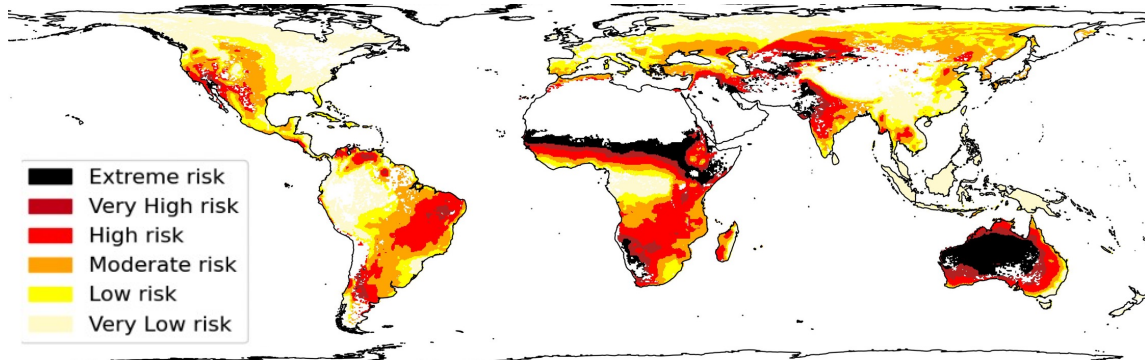 Extreme risk
Very High risk
High risk
Moderate risk
Low risk
Very Low risk